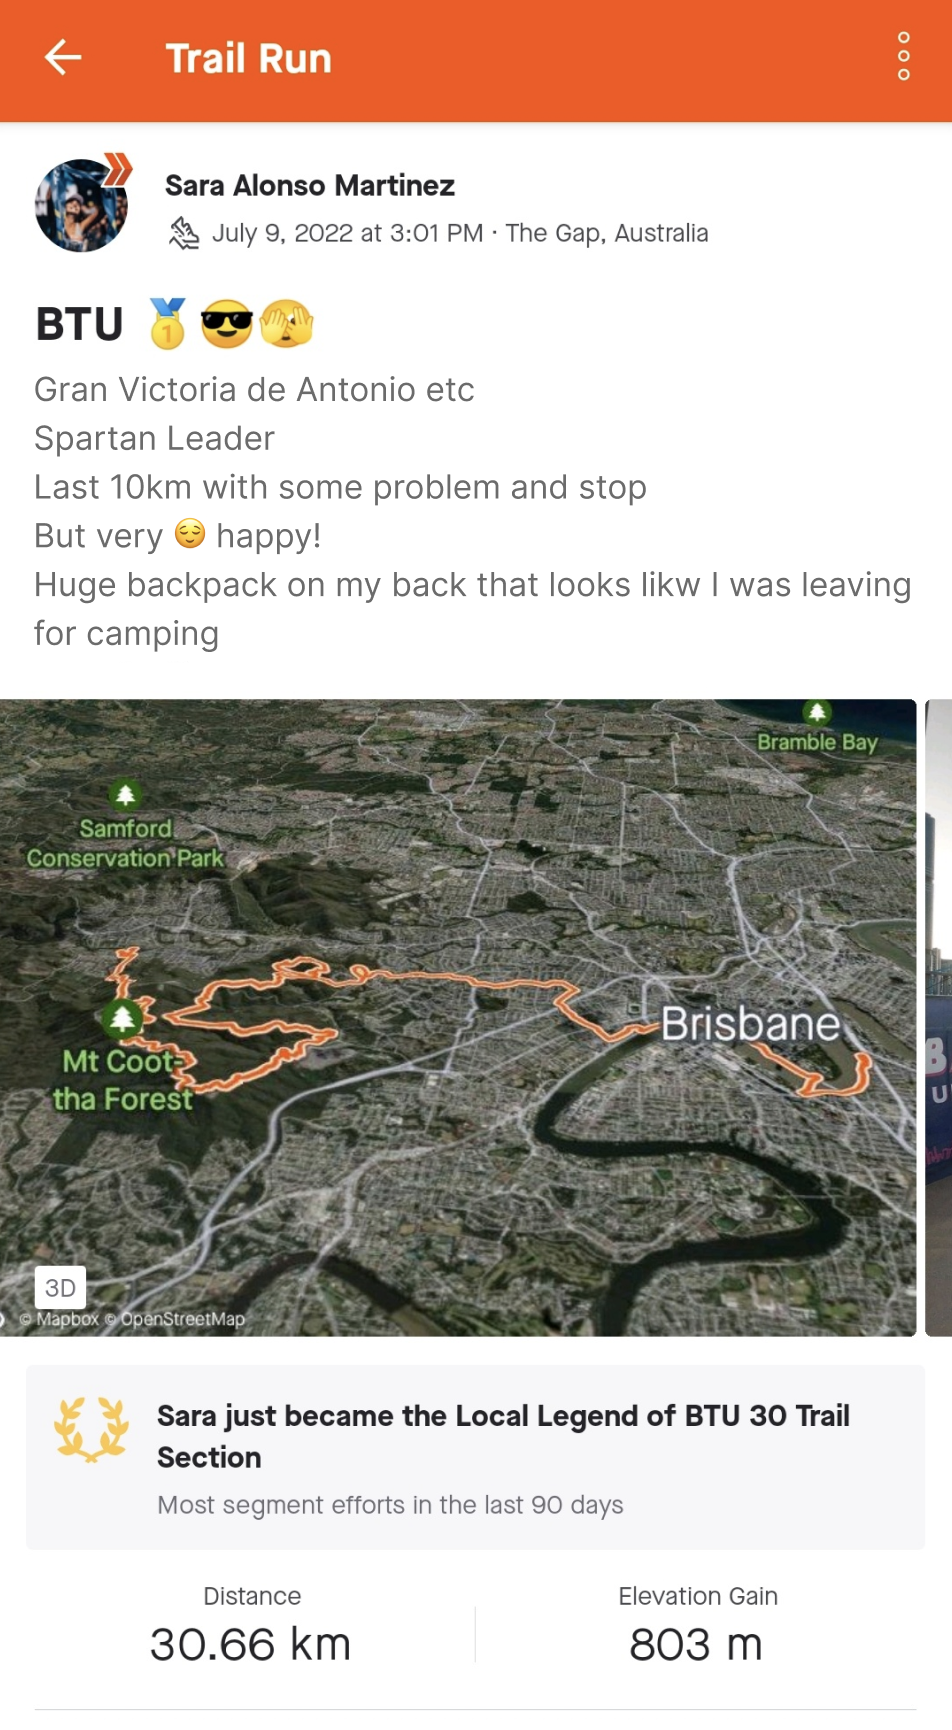 Trail Run
Sara Alonso Martinez
July 9, 2022 at 3:01 PM · The Gap, Australia
BTU 🥇😎🫣
Gran Victoria de Antonio etc
Spartan Leader
Last 10km with some problem and stop
But very 😌 happy!
Huge backpack on my back that looks likw I was leaving
for camping
Bramble Bay
Samford
Conservation Park
Brisbane
Mt Coot-
tha Forest
B
U
3D
© Mapbox © OpenStreetMap
Sara just became the Local Legend of BTU 30 Trail
Section
Most segment efforts in the last 90 days
Distance
30.66 km
Elevation Gain
803 m